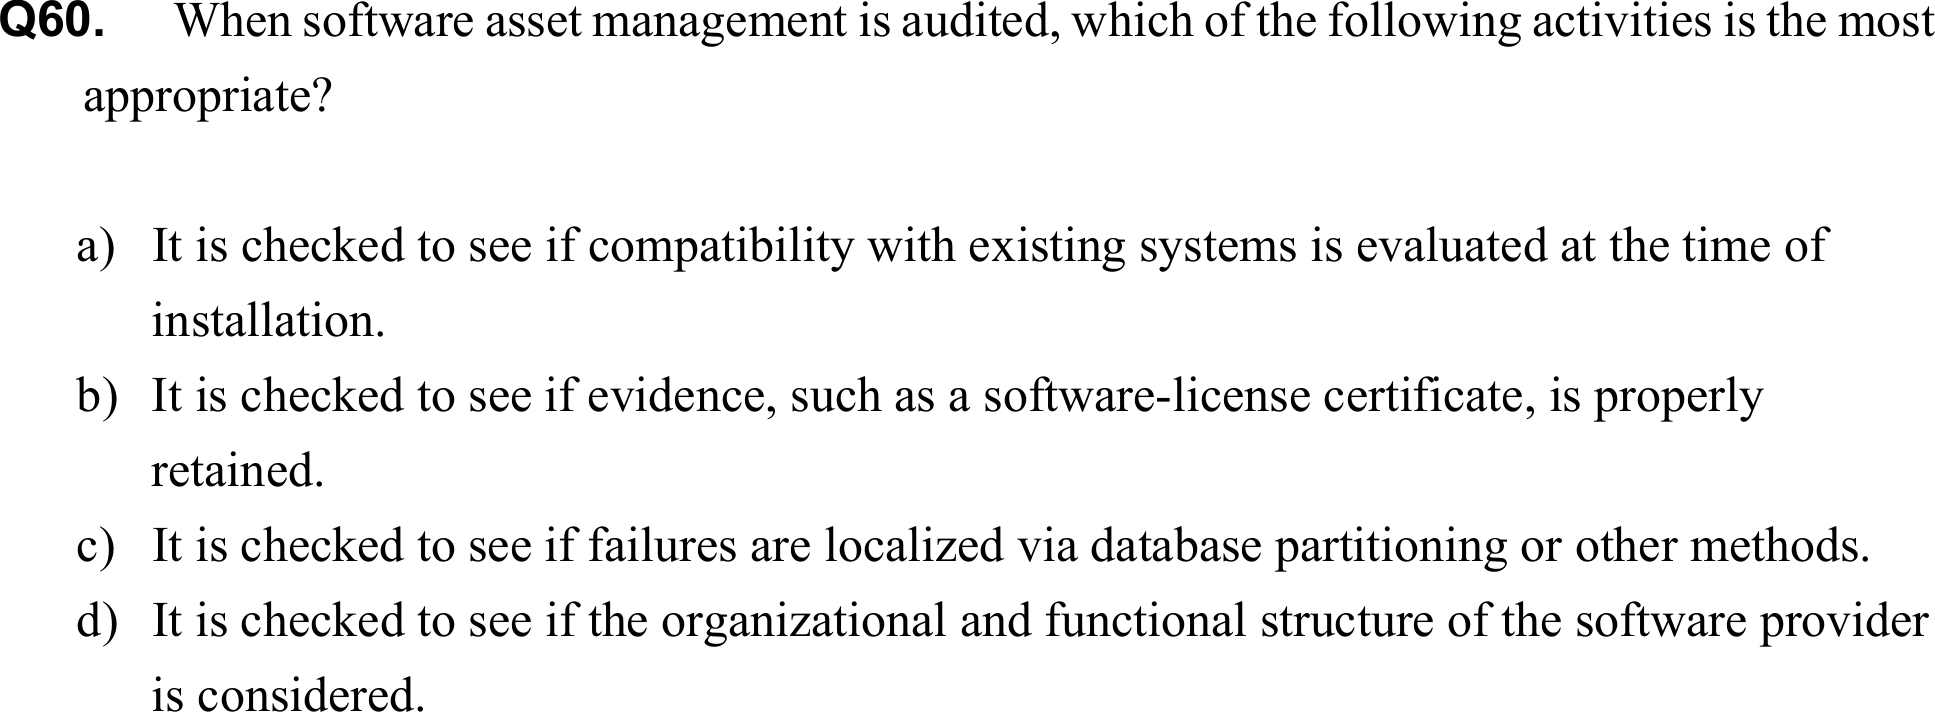 Q60. When software asset management is audited, which of the following activities is the most
appropriate?
a) It is checked to see if compatibility with existing systems is evaluated at the time of
installation.
b) It is checked to see if evidence, such as a software-license certificate, is properly
retained.
c) It is checked to see if failures are localized via database partitioning or other methods.
d) It is checked to see if the organizational and functional structure of the software provider
is considered.